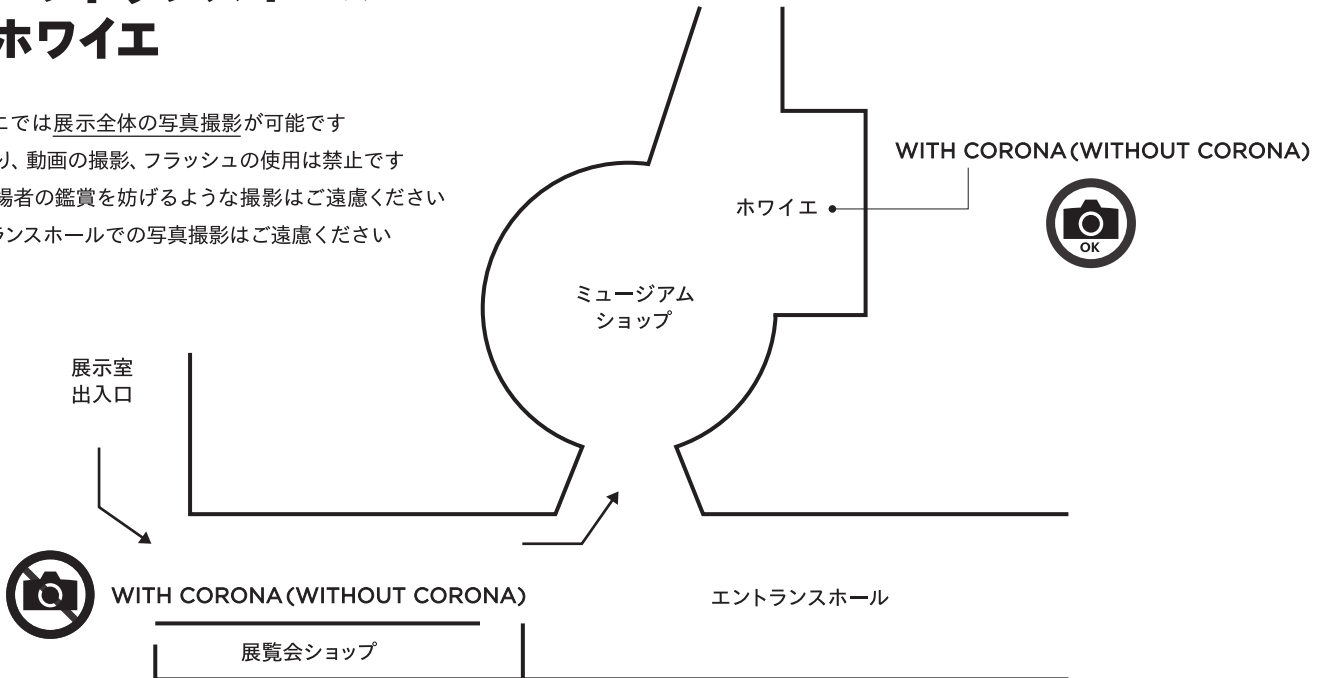 ホワイエ
では展示全体の写真撮影が可能です
り、動画の撮影、フラッシュの使用は禁止です
場者の鑑賞を妨げるような撮影はご遠慮ください
ランスホールでの写真撮影はご遠慮ください
WITH CORONA(WITHOUT CORONA)
ホワイエ
OK
ミュージアム
ショップ
展示室
出入口
WITH CORONA(WITHOUT CORONA)
エントランスホール
展覧会ショップ